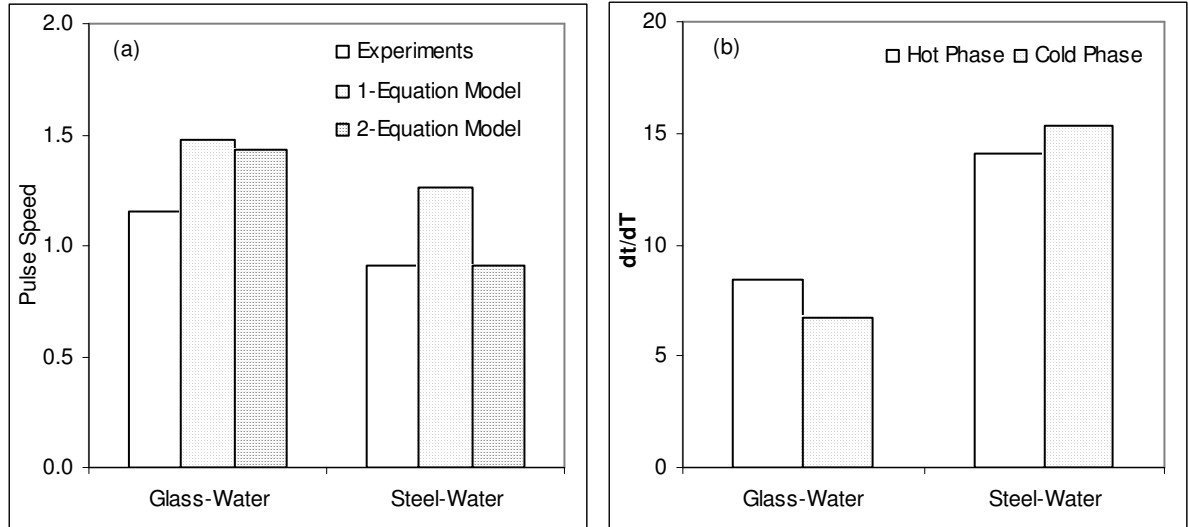 (a)
Experiments
1-Equation Model
2-Equation Model
2.0
1.5
1.0
0.5
0.0
Pulse Speed
Glass-Water
Steel-Water
(b)
Hot Phase
Cold Phase
20
15
10
5
0
dt/dT
Glass-Water
Steel-Water